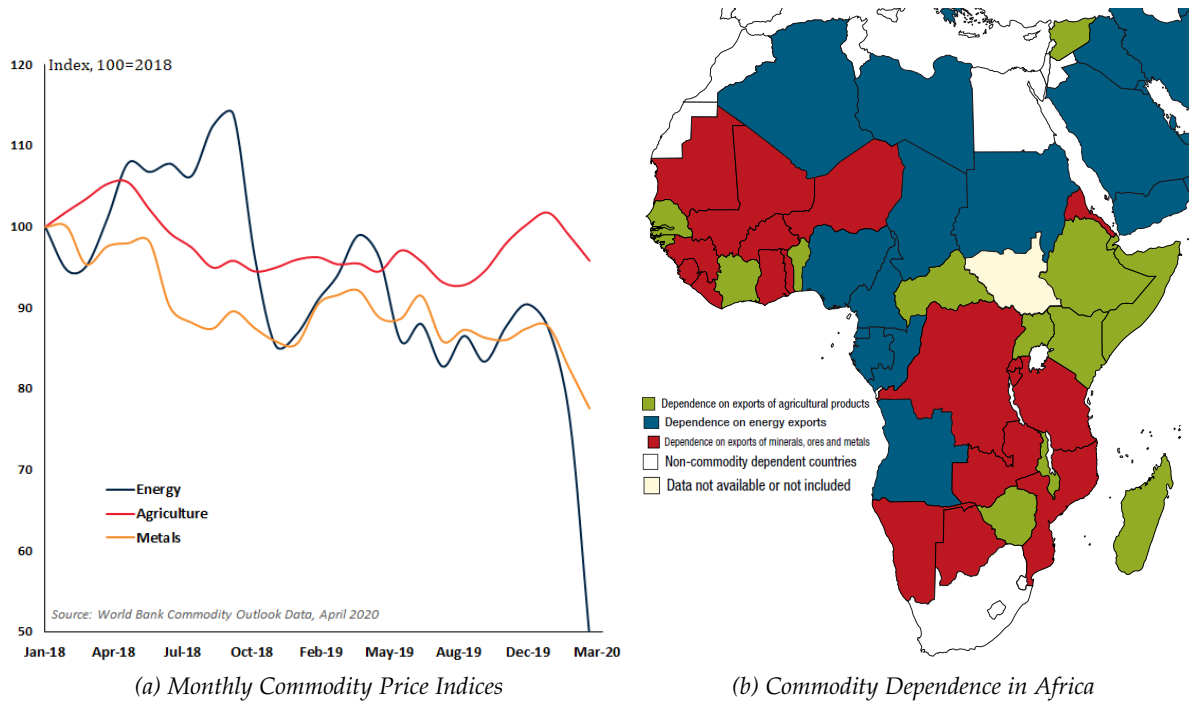 Index, 100=2018
120
110
100
90
80
70
60
50
Energy
Agriculture
Metals
Source: World Bank Commodity Outlook Data, April 2020
Jan-18 Apr-18 Jul-18 Oct-18 Feb-19 May-19 Aug-19 Dec-19 Mar-20
(a) Monthly Commodity Price Indices
Dependence on exports of agricultural products
Dependence on energy exports
Dependence on exports of minerals, ores and metals
Non-commodity dependent countries
Data not available or not included
(b) Commodity Dependence in Africa